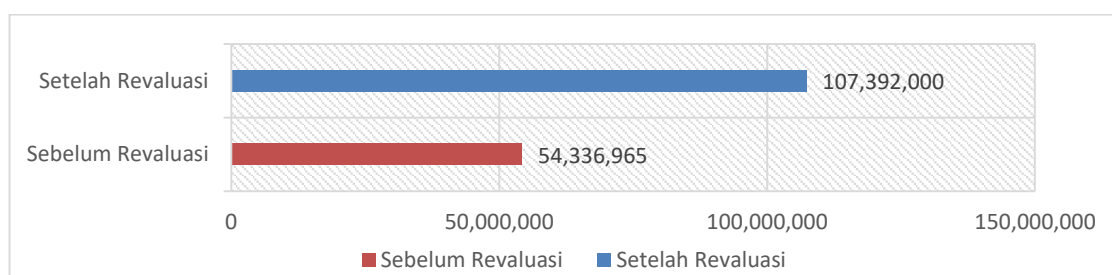 Setelah Revaluasi
107,392,000
Sebelum Revaluasi
54,336,965
0 50,000,000 100,000,000 150,000,000
Sebelum Revaluasi Setelah Revaluasi